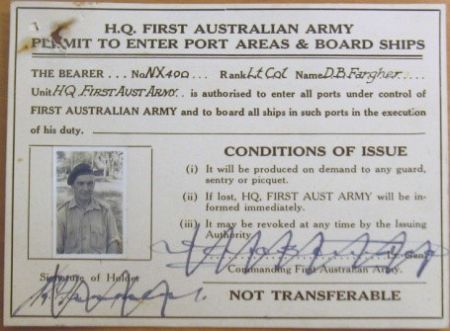 H.Q. FIRST AUSTRALIAN ARMY
PERMIT TO ENTER PORT AREAS & BOARD SHIPS
THE BEARER ... No NX400 .... Rank Lt Col Name D.B. Fargher ....
Unit HQ. FIRST AUST ARMY .. is authorised to enter all ports under control of
FIRST AUSTRALIAN ARMY and to board all ships in such ports in the execution
of his duty.
CONDITIONS OF ISSUE
(i) It will be produced on demand to any guard,
sentry or picquet.
(ii) If lost, HQ, FIRST AUST ARMY will be in-
formed immediately.
(iii) It may be revoked at any time by the Issuing
Authority.
Lt-Gen
Commanding First Australian Army.
Signature of Holder
NOT TRANSFERABLE